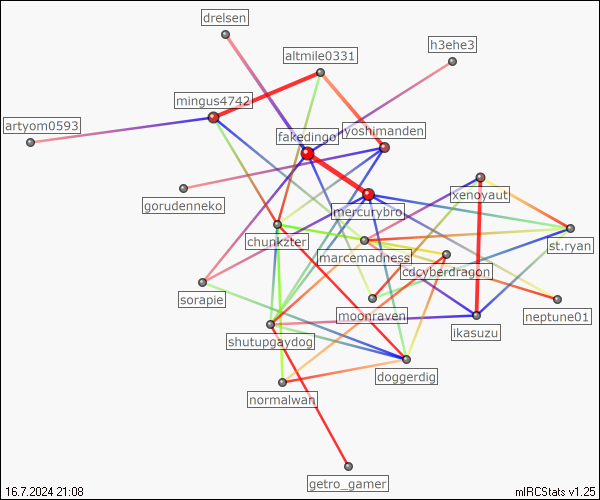 drelsen
h3ehe3
altmile0331
mingus4742
artyom0593
yoshimanden
fakedingo
xenoyaut
gorudenneko
mercurybro
chunkzter
st.ryan
marcemadness
cdcyberdragon
sorapie
moonraven
neptune01
ikasuzu
shutupgavdog
doggerdig
normalwan
getro_gamer
16.7.2024 21:08
mIRCStats v1.25